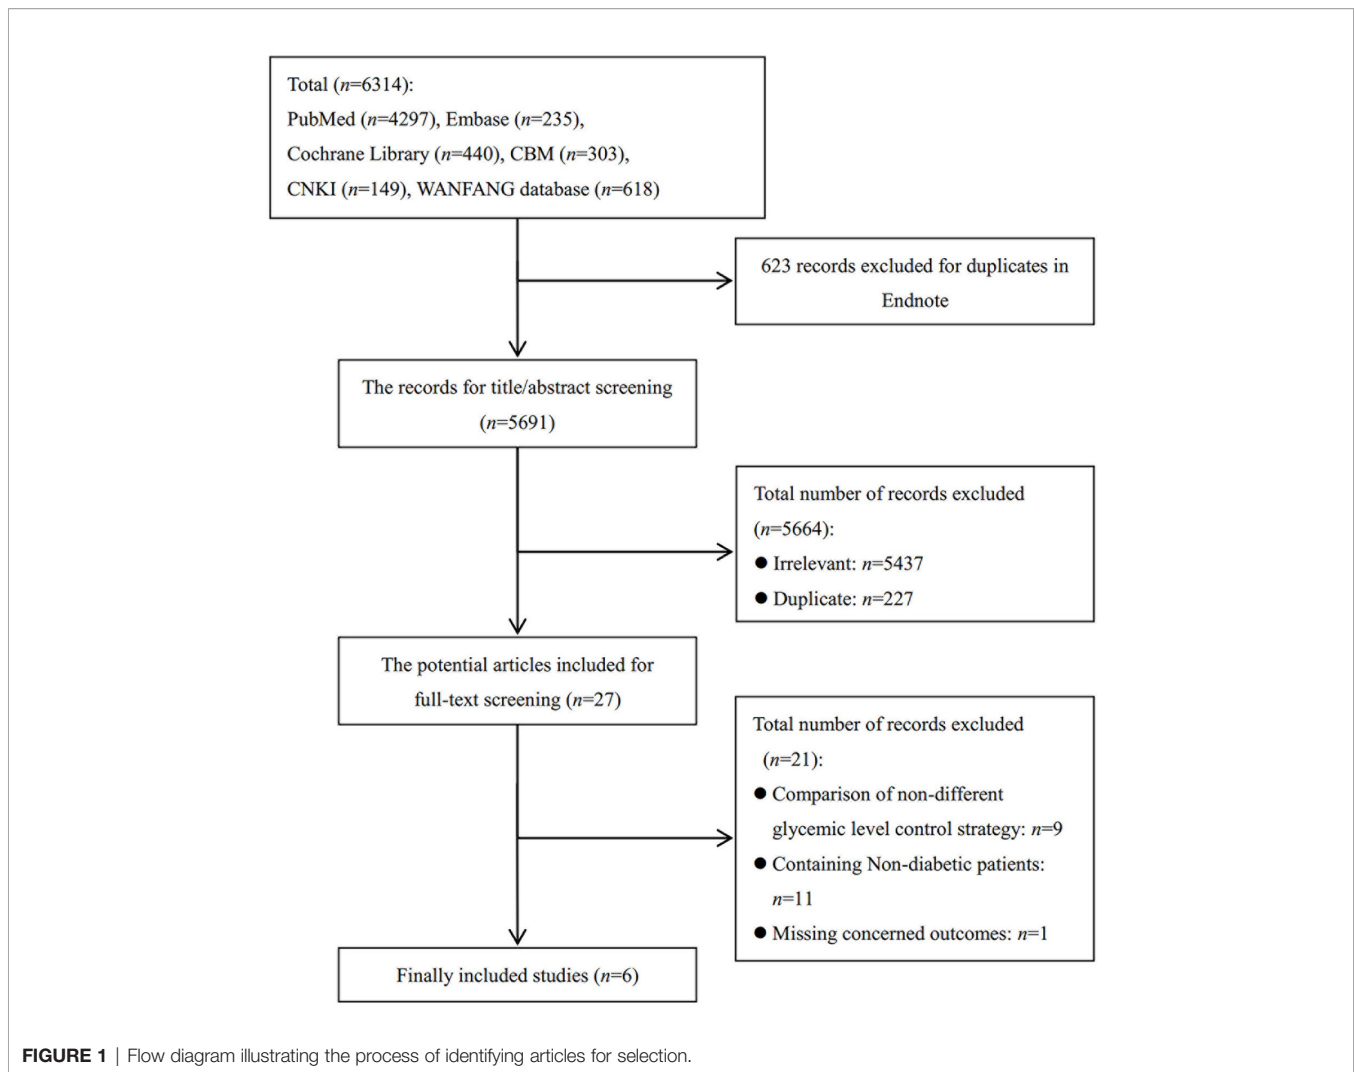 Total (n=6314):
PubMed (n=4297), Embase (n=235),
Cochrane Library (n=440), CBM (n=303),
CNKI (n=149), WANFANG database (n=618)
623 records excluded for duplicates in
Endnote
The records for title/abstract screening
(n=5691)
Total number of records excluded
(n=5664):
● Irrelevant: n=5437
● Duplicate: n=227
The potential articles included for
full-text screening (n=27)
Total number of records excluded
(n=21):
● Comparison of non-different
glycemic level control strategy: n=9
● Containing Non-diabetic patients:
n=11
● Missing concerned outcomes: n=1
Finally included studies (n=6)
FIGURE 1 | Flow diagram illustrating the process of identifying articles for selection.